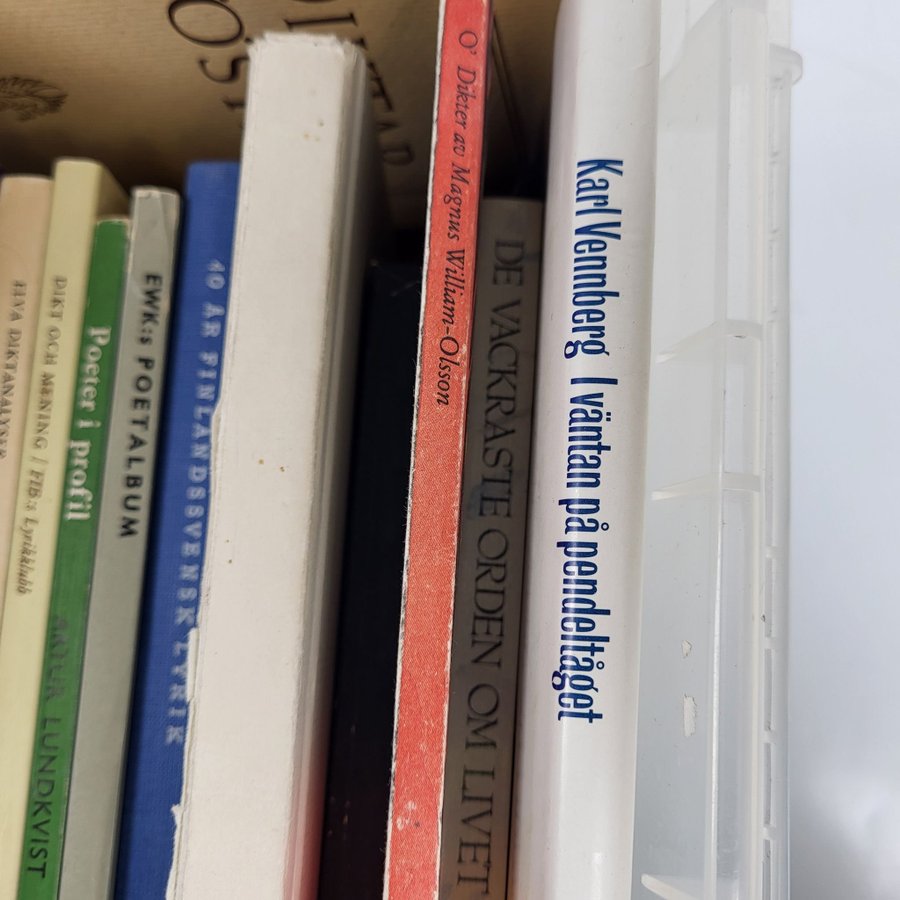 DIKTANALYSER
DIKT OCH MENING / FIB:s Lyrikklubb
Poeter i profil
ARTUR LUNDKVIST
EWK:s POETALBUM
40 ÅR FINLANDSSVENSK LYRIK
O' Dikter av Magnus William-Olsson
DE VACKRASTE ORDEN OM LIVET
Karl Vennberg I väntan på pendeltåget